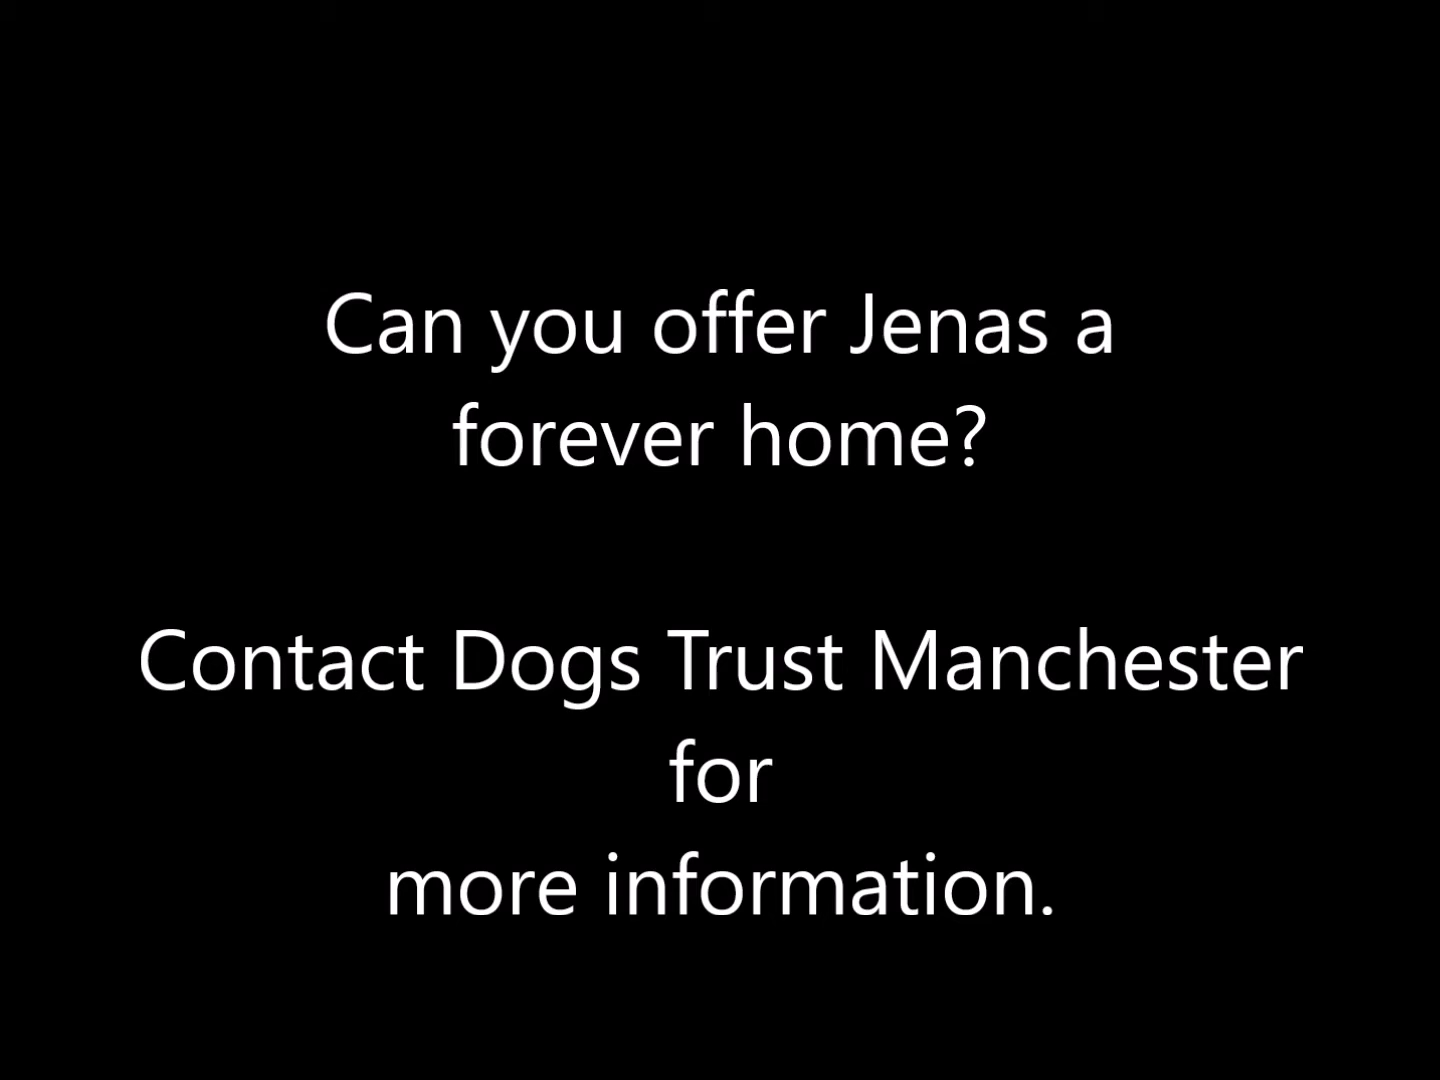 Can you offer Jenas a
forever home?
Contact Dogs Trust Manchester
for
more information.